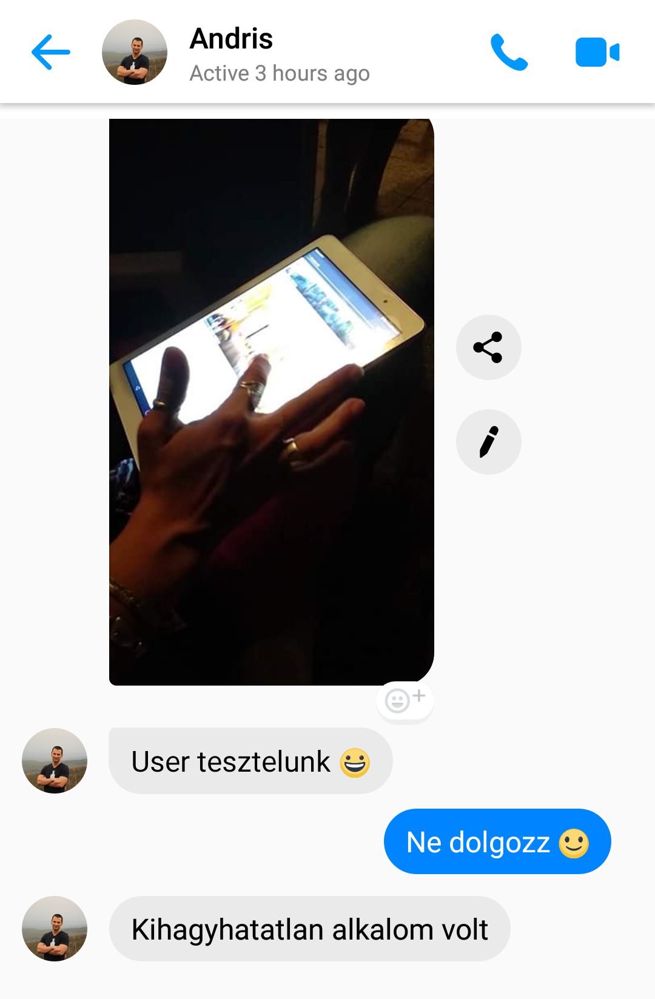 Andris
Active 3 hours ago
User tesztelunk 😀
Ne dolgozz 🙂
Kihagyhatatlan alkalom volt